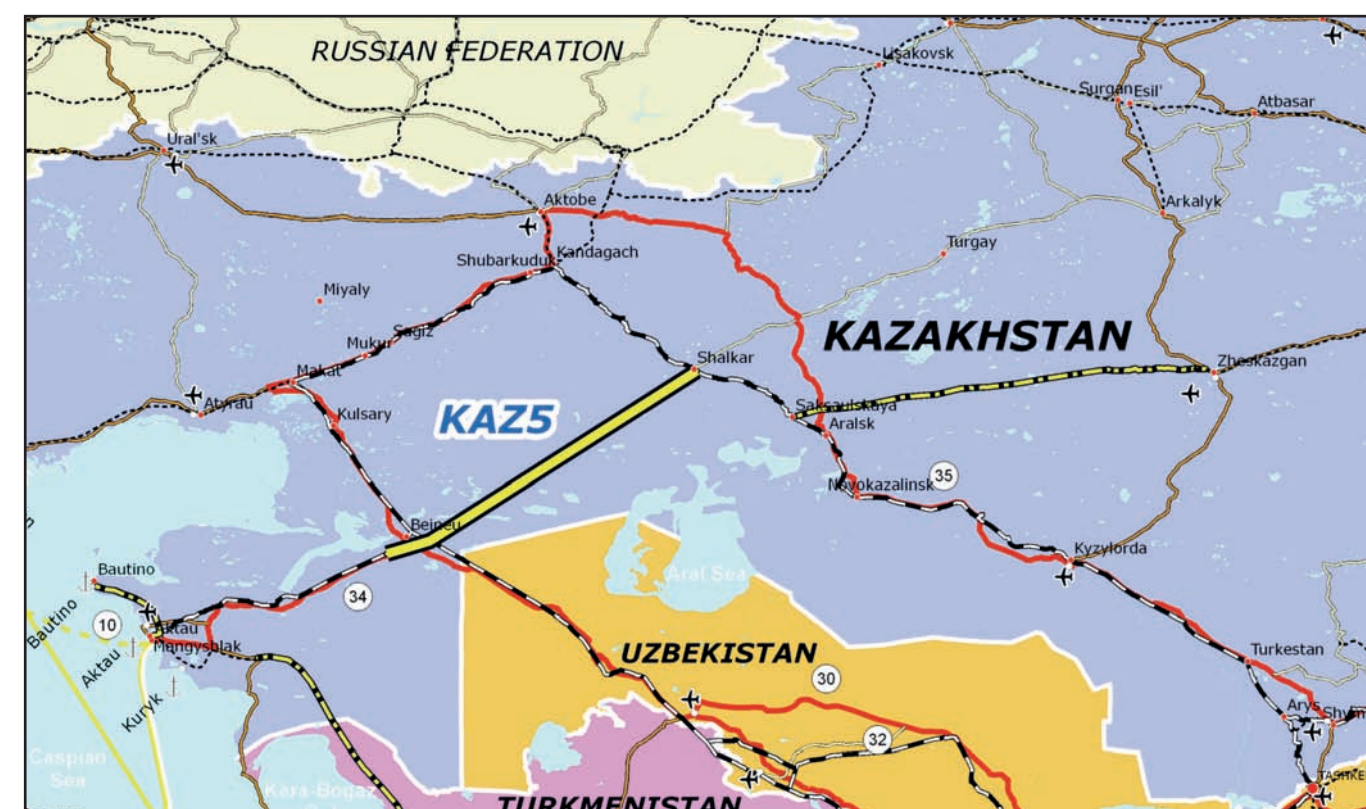 RUSSIAN FEDERATION
Lisakovsk
Surgan
Esil'
Atbasar
Ural'sk
Aktobe
Arkalyk
Kandagach
Turgay
Shubarkuduk
Miyaly
KAZAKHSTAN
Sagiz
Mukur
Shalkar
Zheskazgan
Makat
Atyrau
Kulsary
KAZ5
Saksaulskaya
Aralsk
Novokazalinsk
35
Beineu
Kyzylorda
Bautino
Aral Sea
34
Bautino
10
Aktau
Mangyshlak
Aktau
UZBEKISTAN
Turkestan
30
Kuryk
Arys
32
Caspian
Sea
Kara-Bogaz
TURKMENISTAN